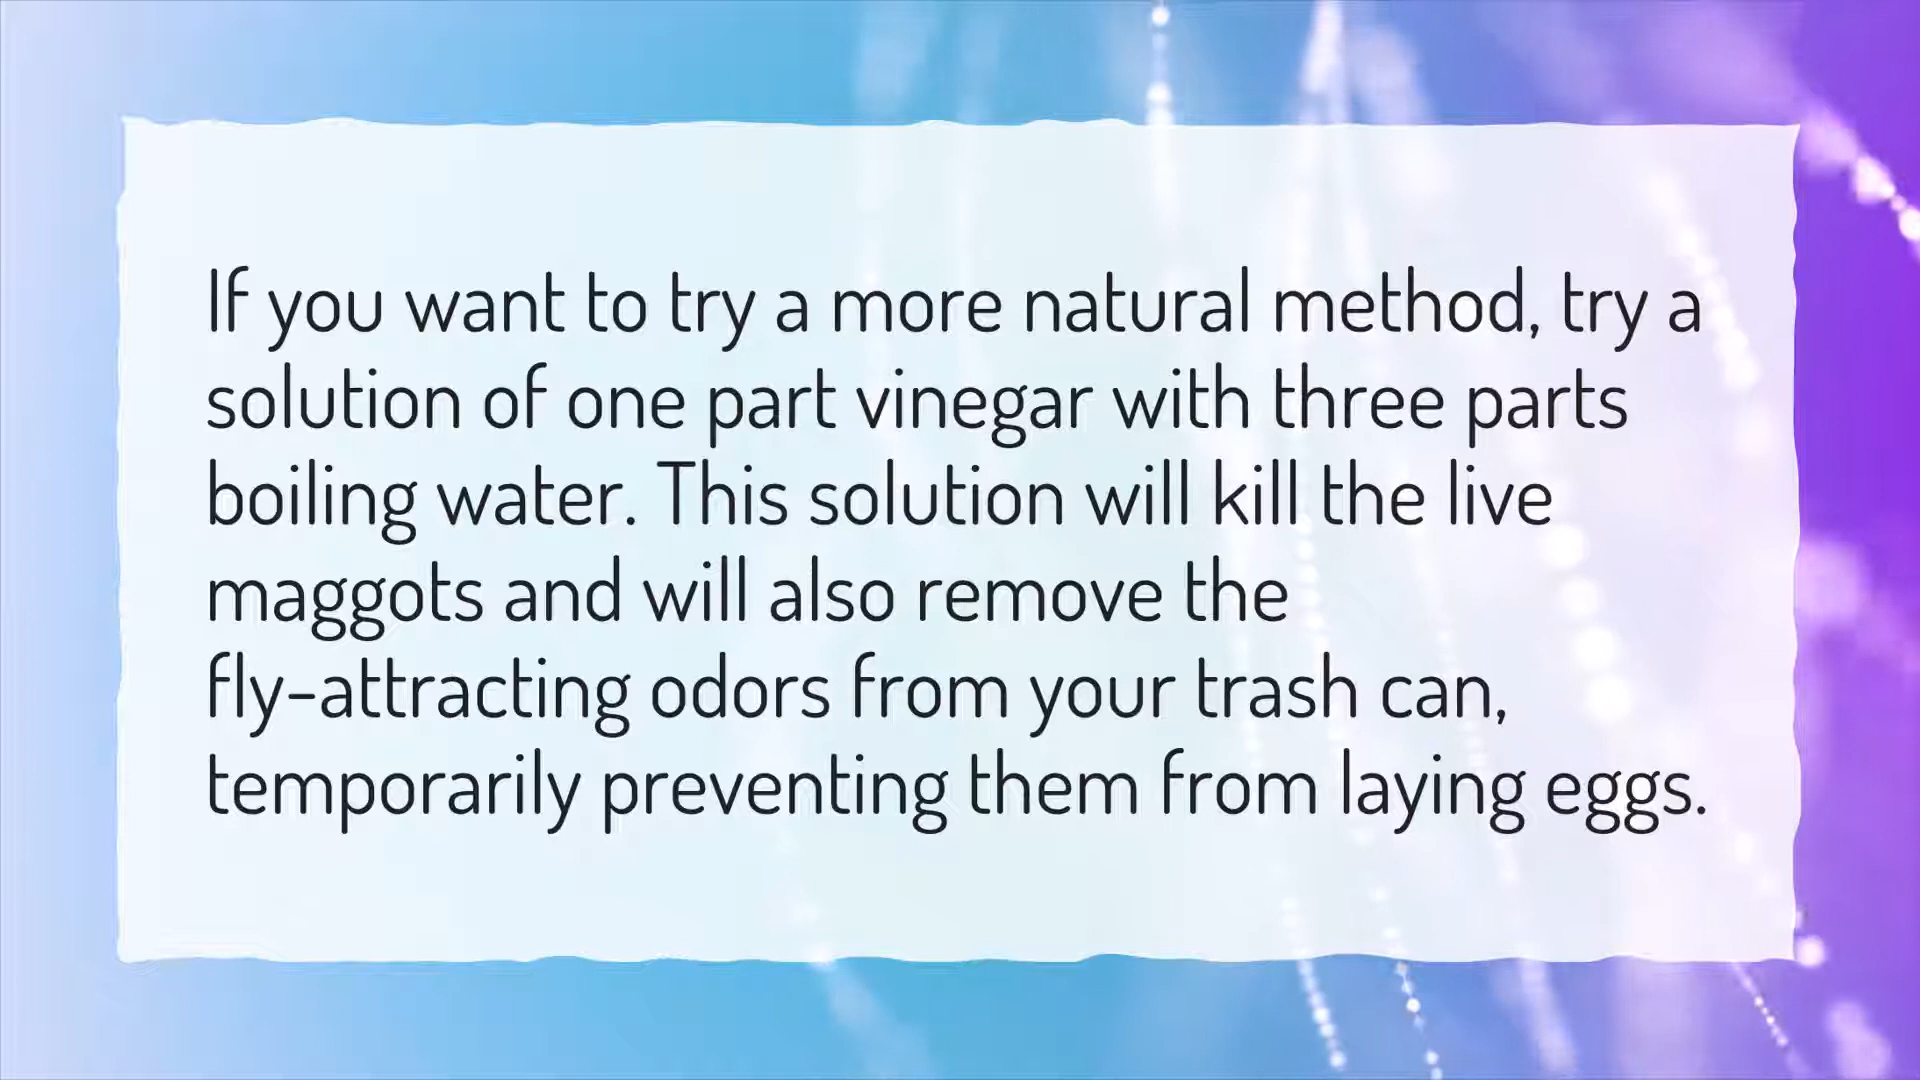 If you want to try a more natural method, try a
solution of one part vinegar with three parts
boiling water. This solution will kill the live
maggots and will also remove the
fly-attracting odors from your trash can,
temporarily preventing them from laying eggs.